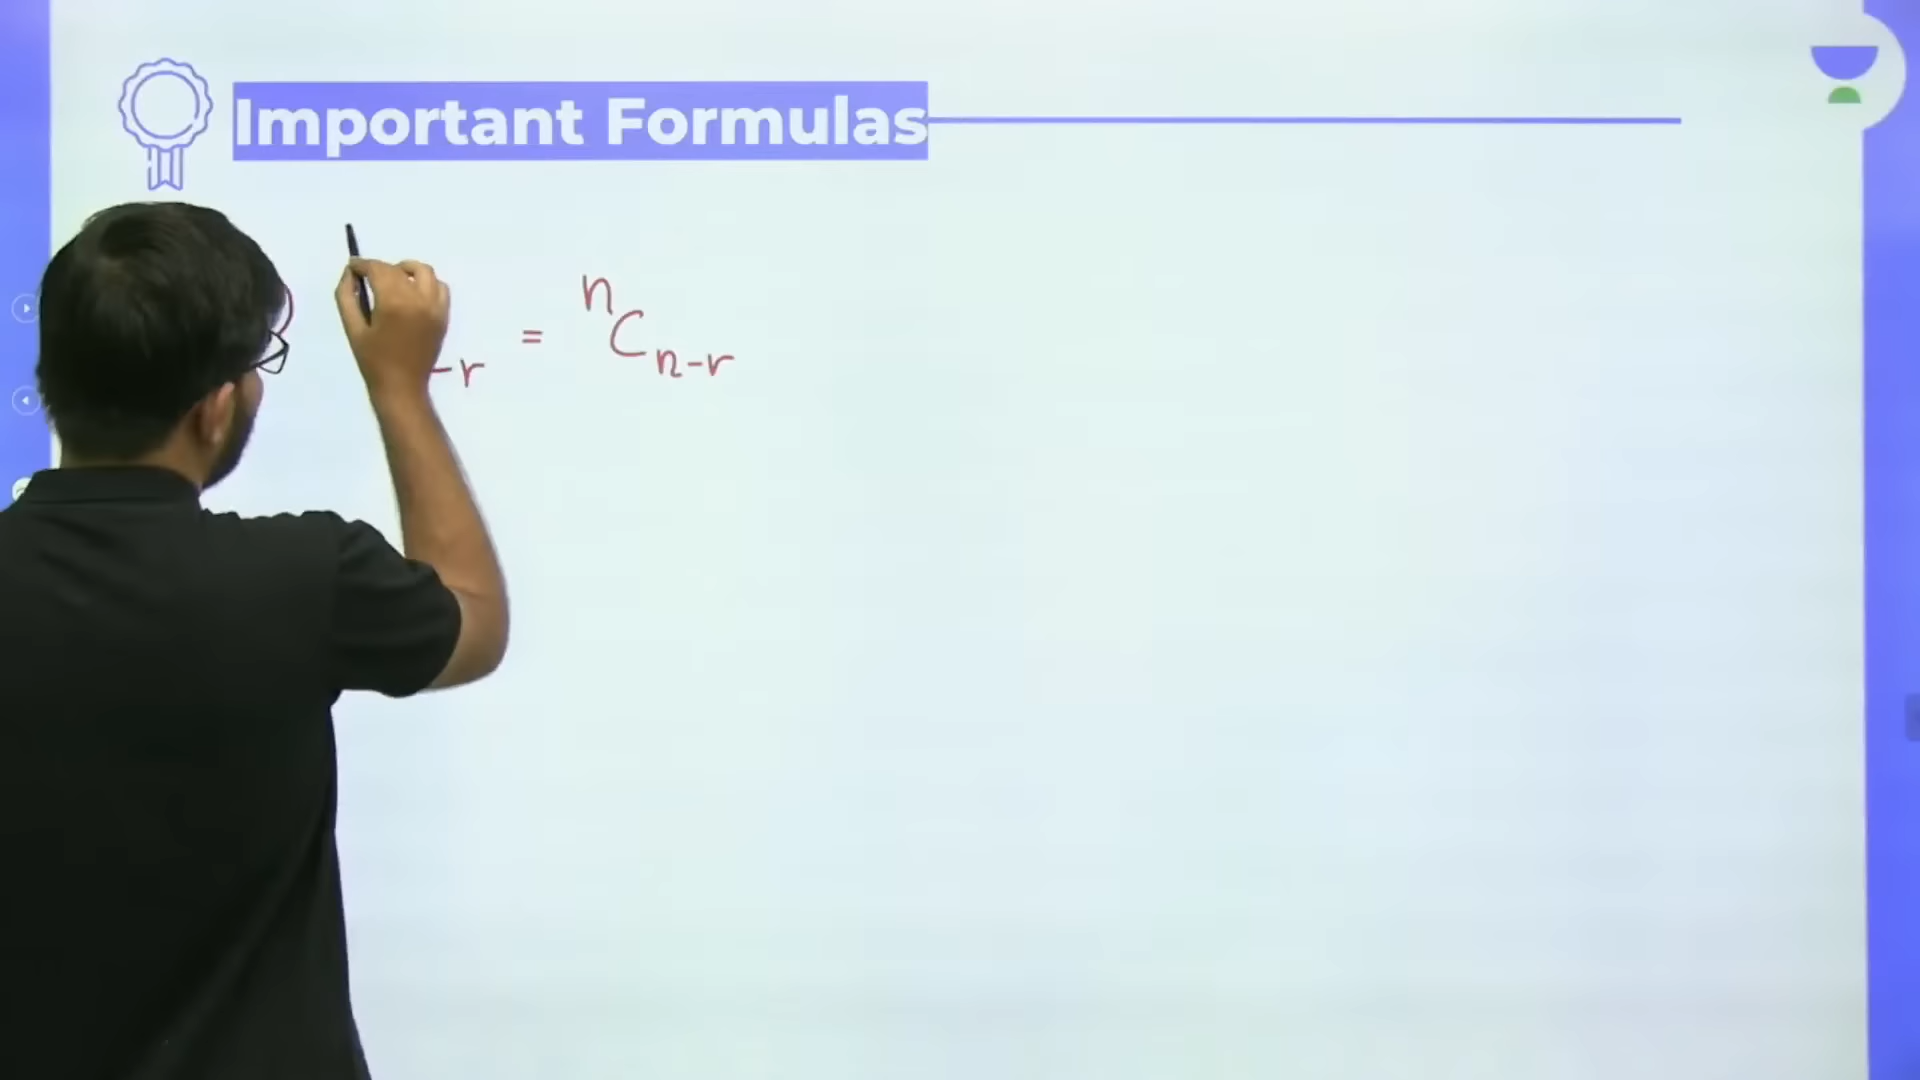 Important Formulas
-r = nCn-r